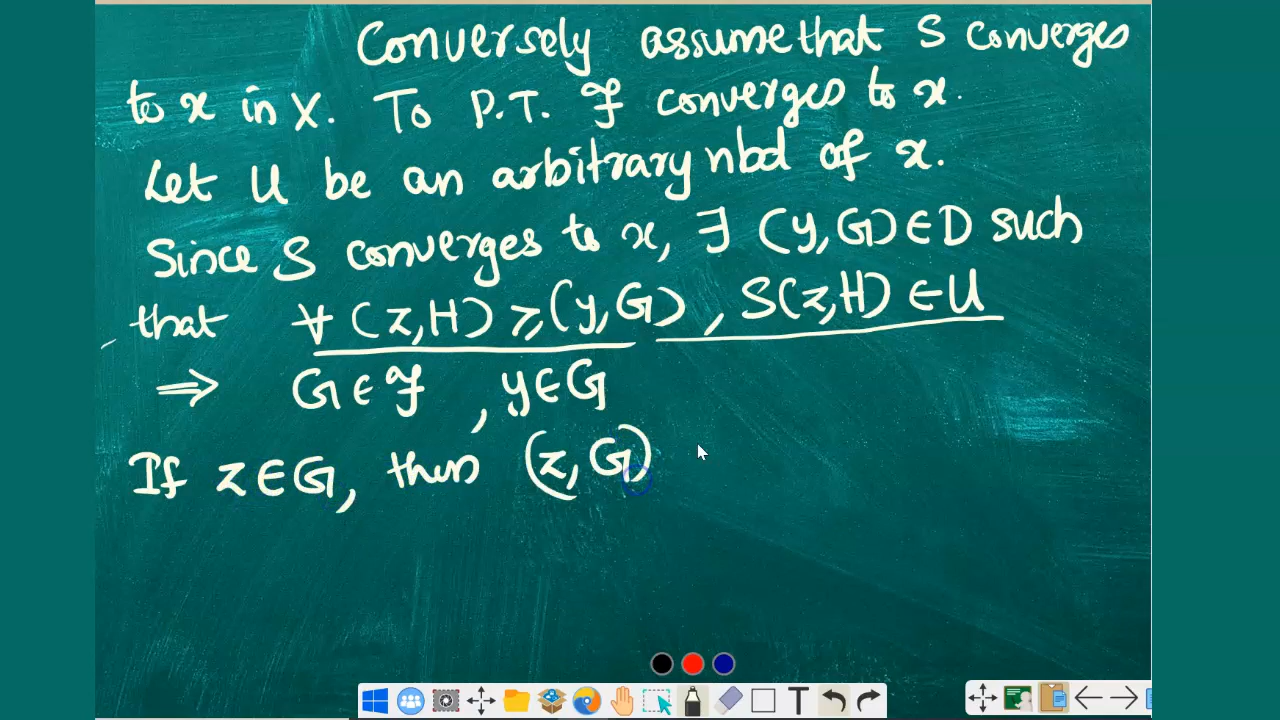 Conversely assume that S converges
to x in X. To P.T. ℱ converges to x.
Let U be an arbitrary nbd of x.
Since S converges to x, ∃ (y,G) ∈ D such
that ∀ (z,H) ≥ (y,G), S(z,H) ∈ U
⇒ G ∈ ℱ, y ∈ G
If z ∈ G, then (z,G)